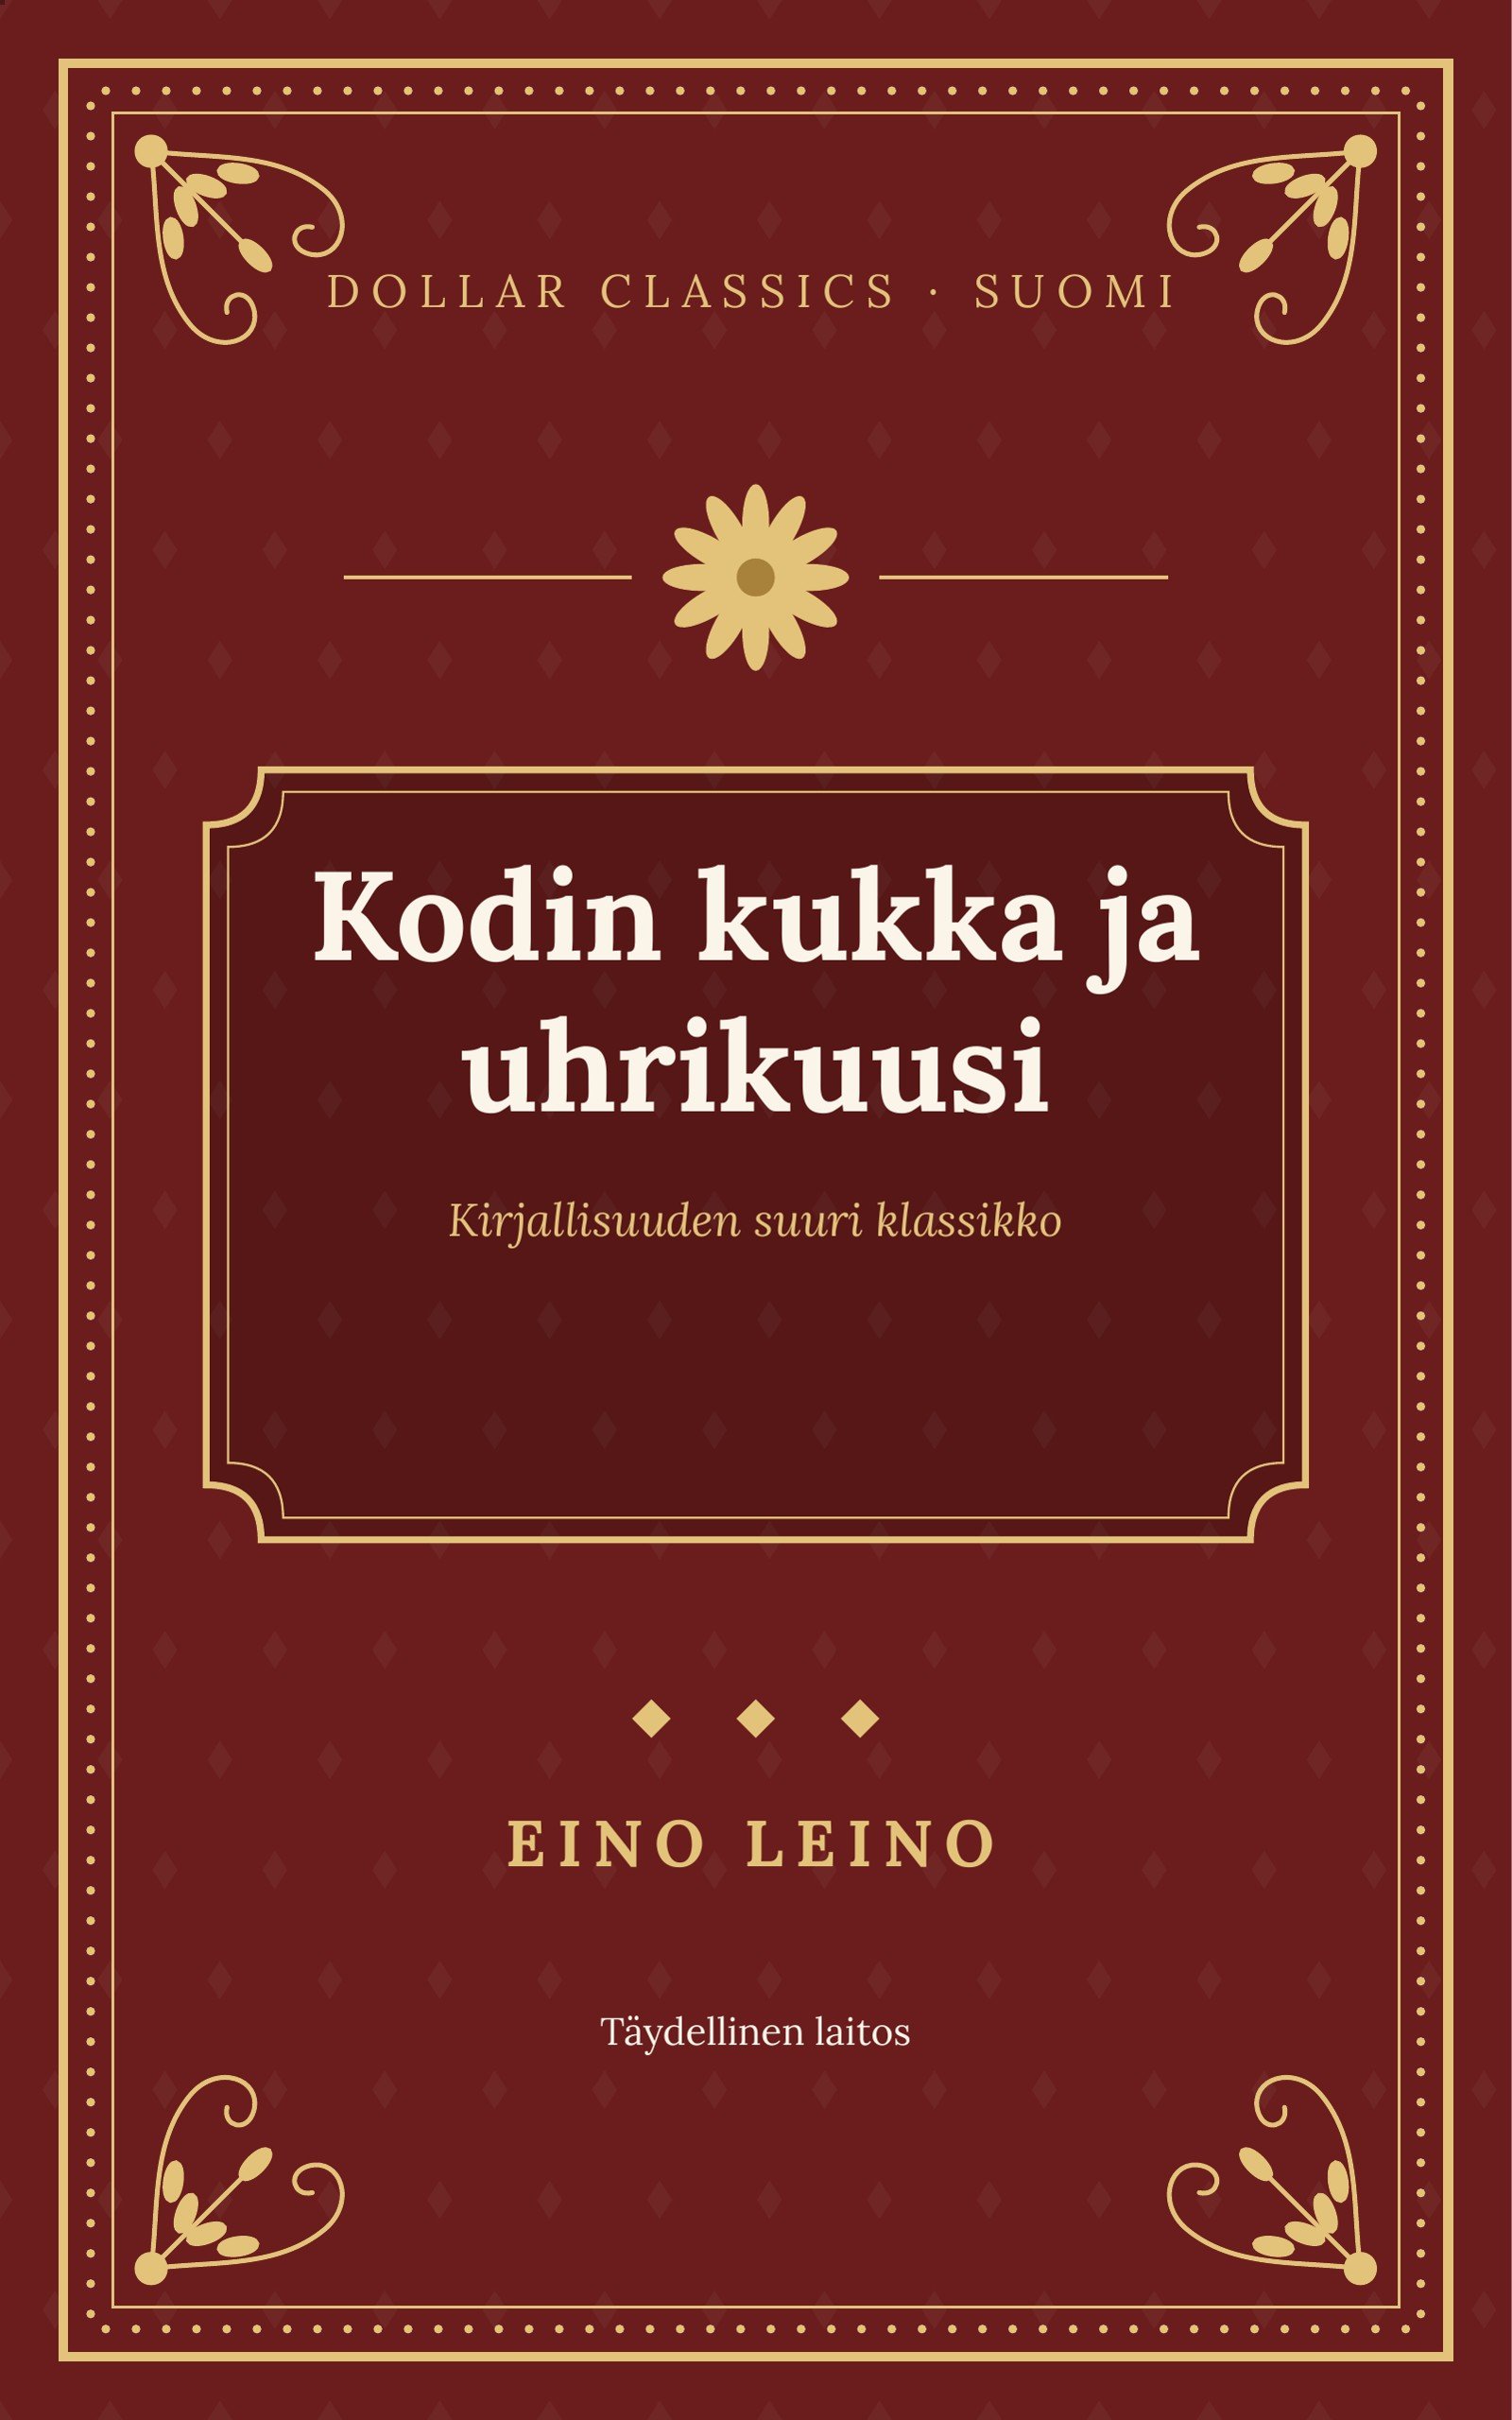 DOLLAR CLASSICS · SUOMI
Kodin kukka ja
uhrikuusi
Kirjallisuuden suuri klassikko
EINO LEINO
Täydellinen laitos